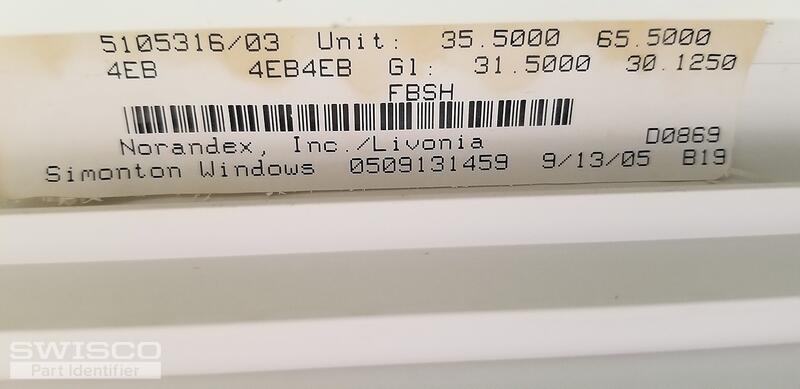 5105316/03 Unit: 35.5000 65.5000
4EB 4EB4EB Gl: 31.5000 30.1250
FBSH
Norandex, Inc./Livonia D0869
Simonton Windows 0509131459 9/13/05 B19
SWISCO
Part Identifier